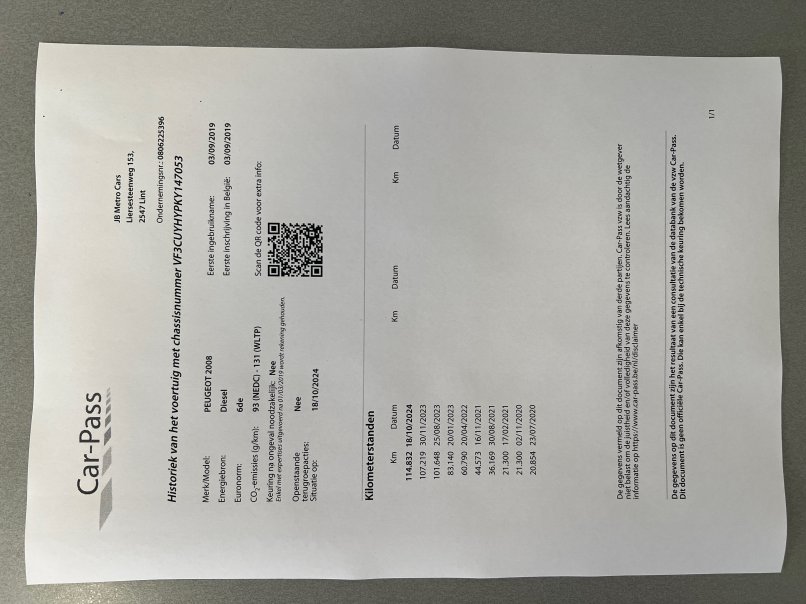 Car-Pass
JB Metro Cars
Liersesteenweg 153,
2547 Lint
Ondernemingsnr.: 0806225396
Historiek van het voertuig met chassisnummer VF3CUYHYPKY147053
Merk/Model: PEUGEOT 2008
Energiebron: Diesel
Euronorm: 6de
CO2-emissies (g/km): 93 (NEDC) - 131 (WLTP)
Keuring na ongeval noodzakelijk: Nee
Enkel met expertises uitgevoerd na 01/03/2019 wordt rekening gehouden.
Openstaande Nee
terugroepacties:
Situatie op: 18/10/2024
Eerste ingebruikname: 03/09/2019
Eerste inschrijving in België: 03/09/2019
Scan de QR code voor extra info:
Kilometerstanden
Km Datum Km Datum Km Datum
114.832 18/10/2024
107.219 30/11/2023
101.648 25/08/2023
83.140 20/01/2023
60.790 20/04/2022
44.573 16/11/2021
36.169 30/08/2021
21.300 17/02/2021
21.300 02/11/2020
20.854 23/07/2020
De gegevens vermeld op dit document zijn afkomstig van derde partijen. Car-Pass vzw is door de wetgever
niet belast om de juistheid en/of volledigheid van deze gegevens te controleren. Lees aandachtig de
informatie op https://www.car-pass.be/nl/disclaimer
De gegevens op dit document zijn het resultaat van een consultatie van de databank van de vzw Car-Pass.
Dit document is geen officiële Car-Pass. Die kan enkel bij de technische keuring bekomen worden.
1/1